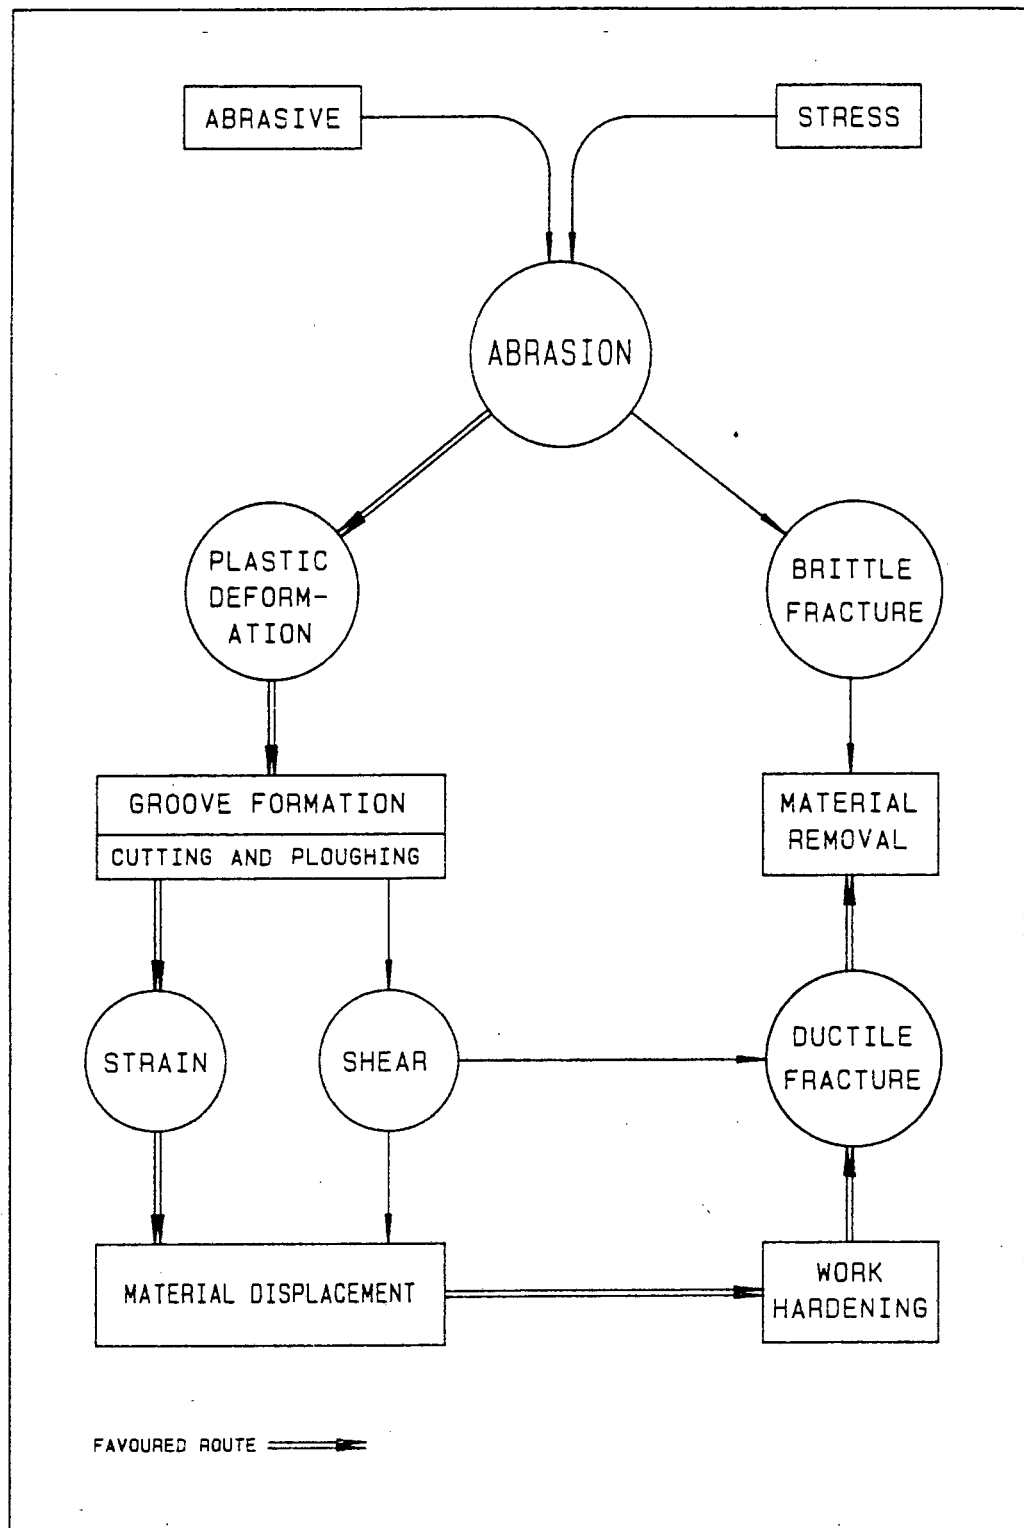 ABRASIVE
STRESS
ABRASION
PLASTIC
DEFORM-
ATION
BRITTLE
FRACTURE
GROOVE FORMATION
CUTTING AND PLOUGHING
MATERIAL
REMOVAL
STRAIN
SHEAR
DUCTILE
FRACTURE
MATERIAL DISPLACEMENT
WORK
HARDENING
FAVOURED ROUTE